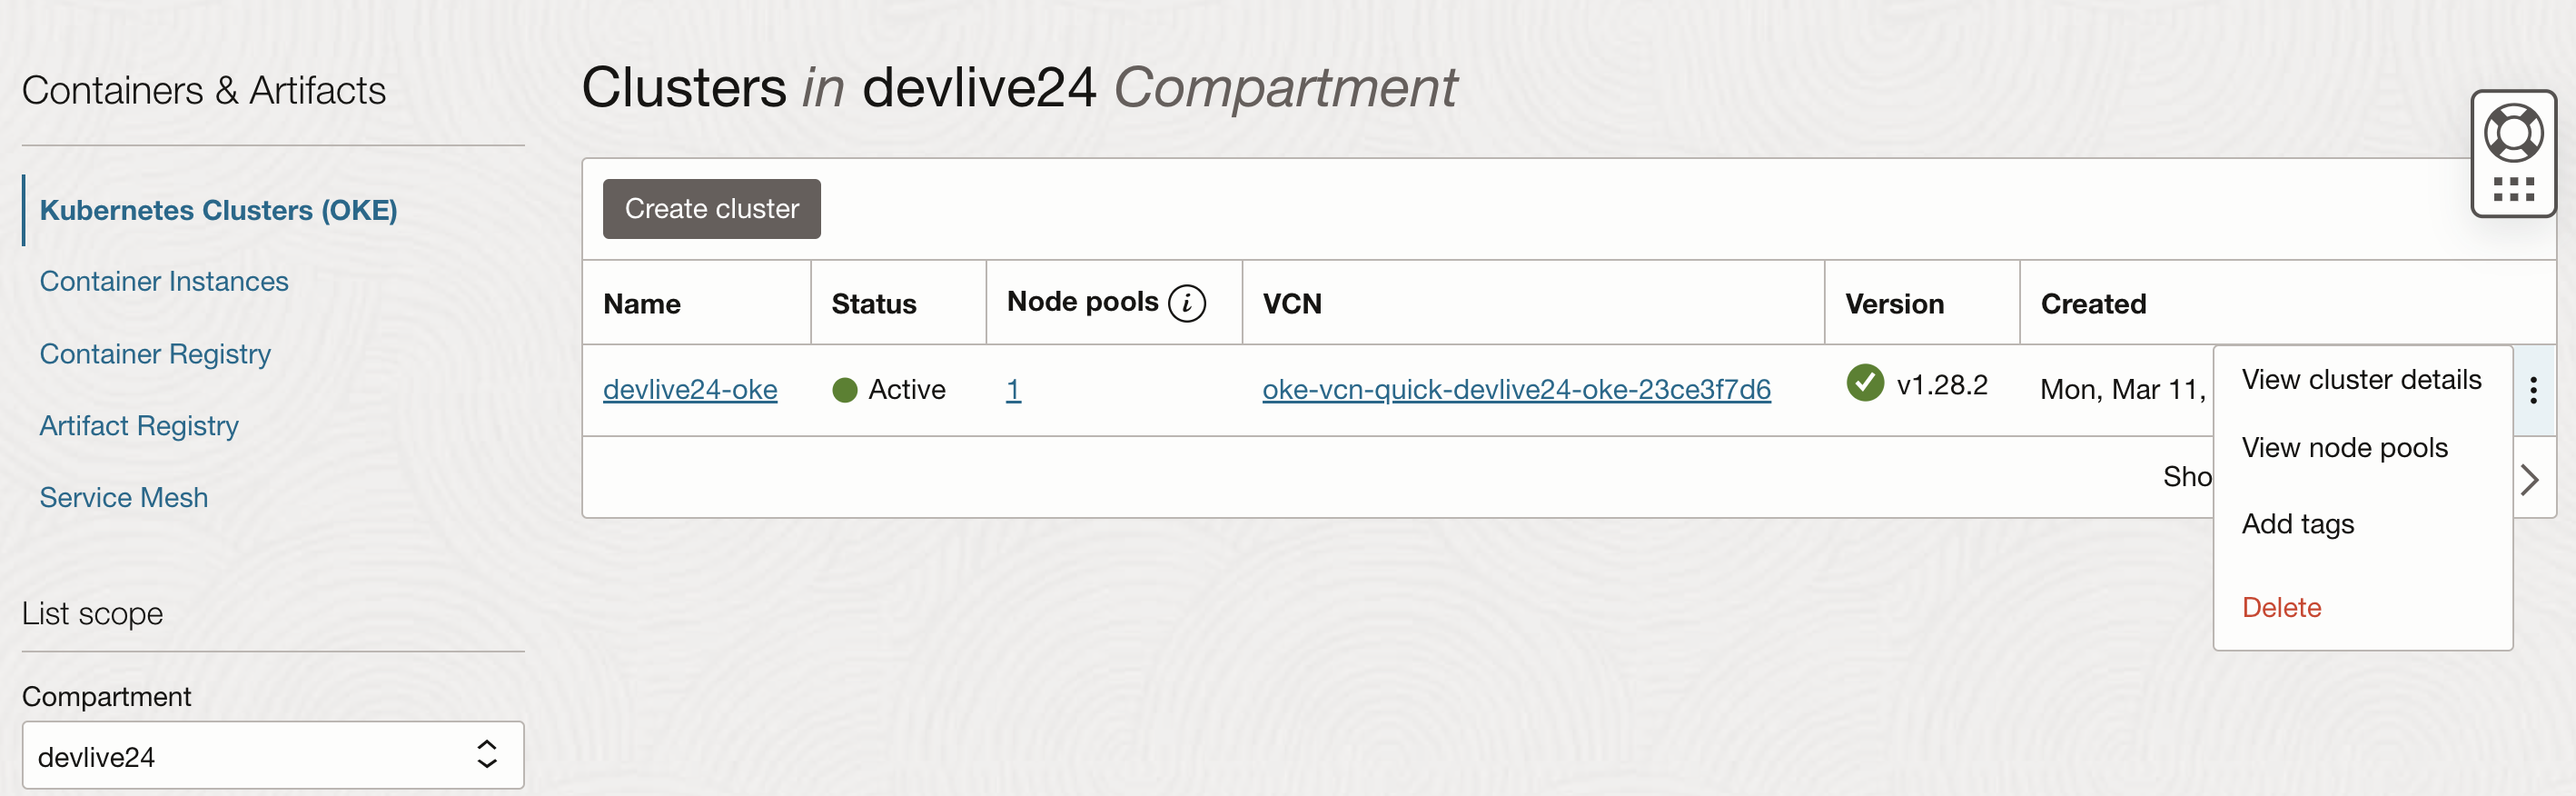 Containers & Artifacts
Kubernetes Clusters (OKE)
Container Instances
Container Registry
Artifact Registry
Service Mesh
List scope
Compartment
devlive24
Clusters in devlive24 Compartment
Create cluster
Name Status Node pools i VCN Version Created
devlive24-oke Active 1 oke-vcn-quick-devlive24-oke-23ce3f7d6 v1.28.2 Mon, Mar 11,
Sho
View cluster details
View node pools
Add tags
Delete